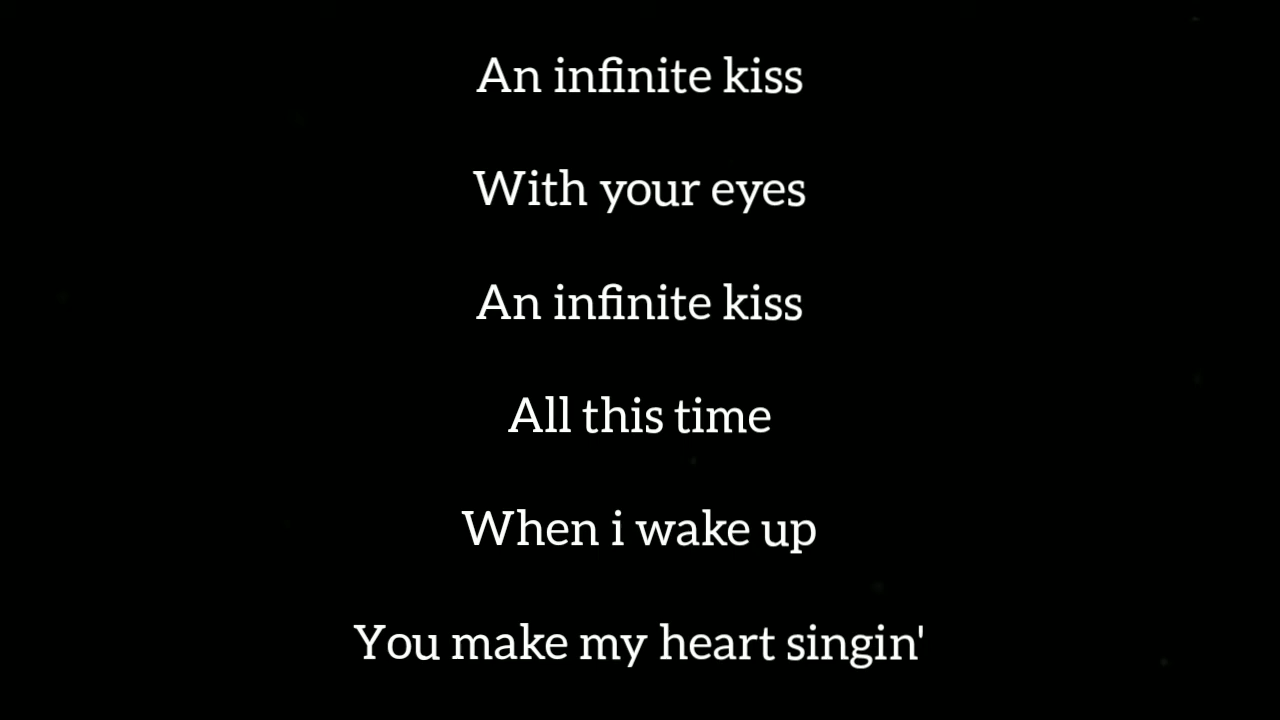 An infinite kiss
With your eyes
An infinite kiss
All this time
When i wake up
You make my heart singin'